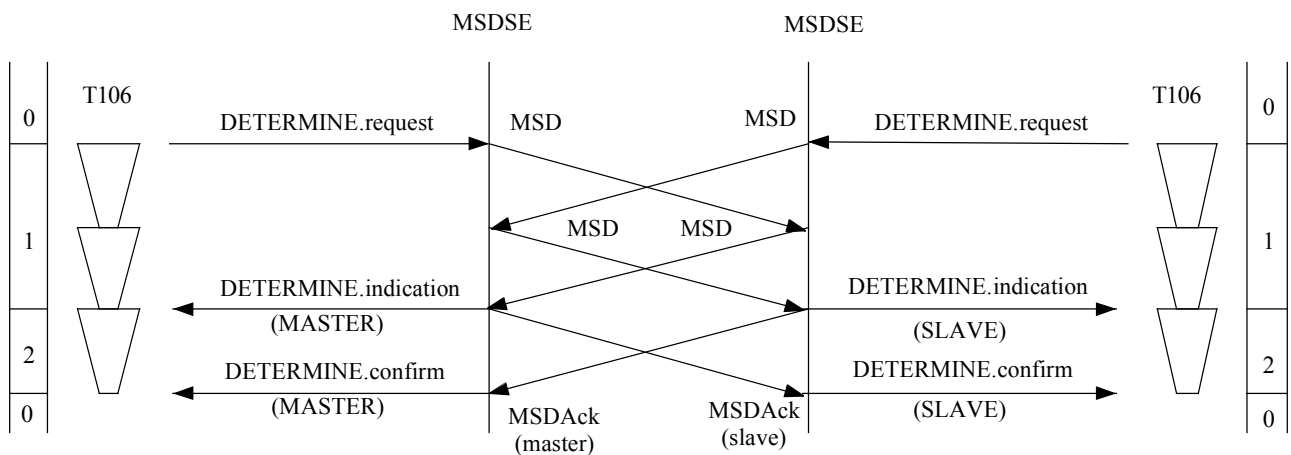 MSDSE MSDSE
T106 T106
0 DETERMINE.request MSD MSD DETERMINE.request 0
1 MSD MSD 1
DETERMINE.indication DETERMINE.indication
(MASTER) (SLAVE)
2 DETERMINE.confirm DETERMINE.confirm 2
(MASTER) (SLAVE)
0 MSDAck MSDAck 0
(master) (slave)